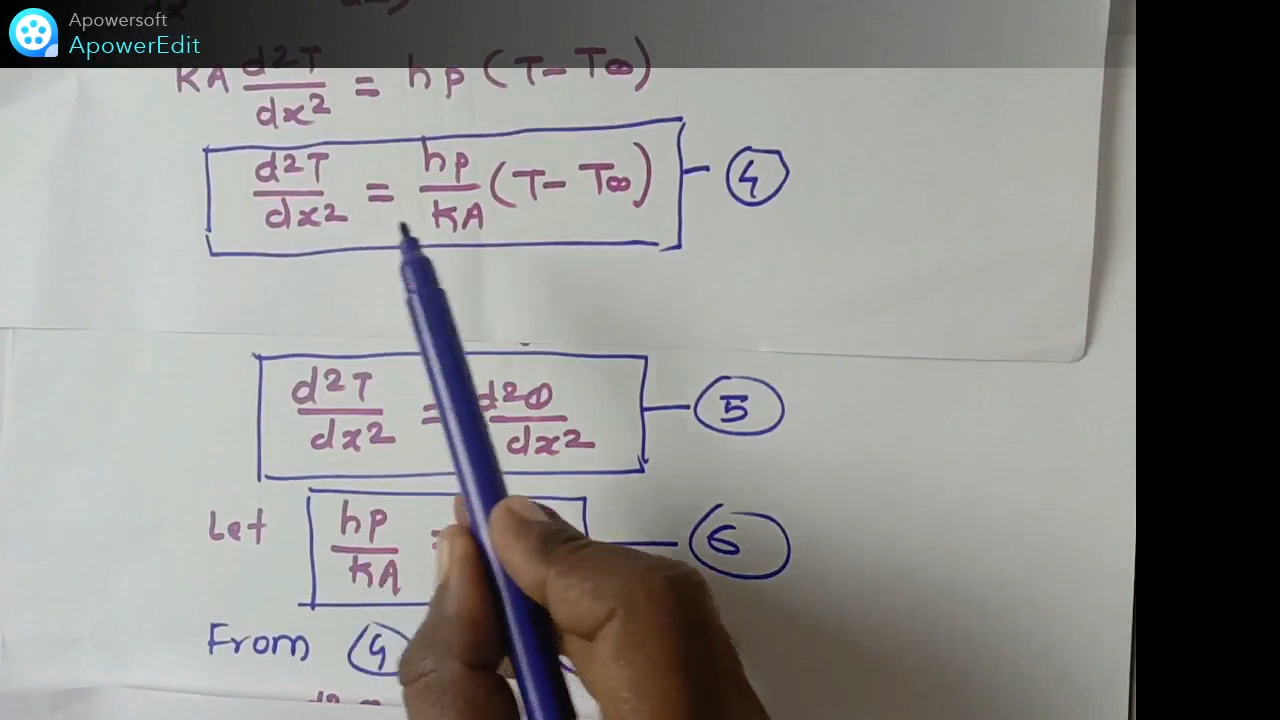 Apowersoft
ApowerEdit
KA d2T/dx2 = hp (T - T∞)
d2T/dx2 = hp/KA (T - T∞) - 4
d2T/dx2 = d2θ/dx2 - 5
Let hp/KA = - 6
From 4